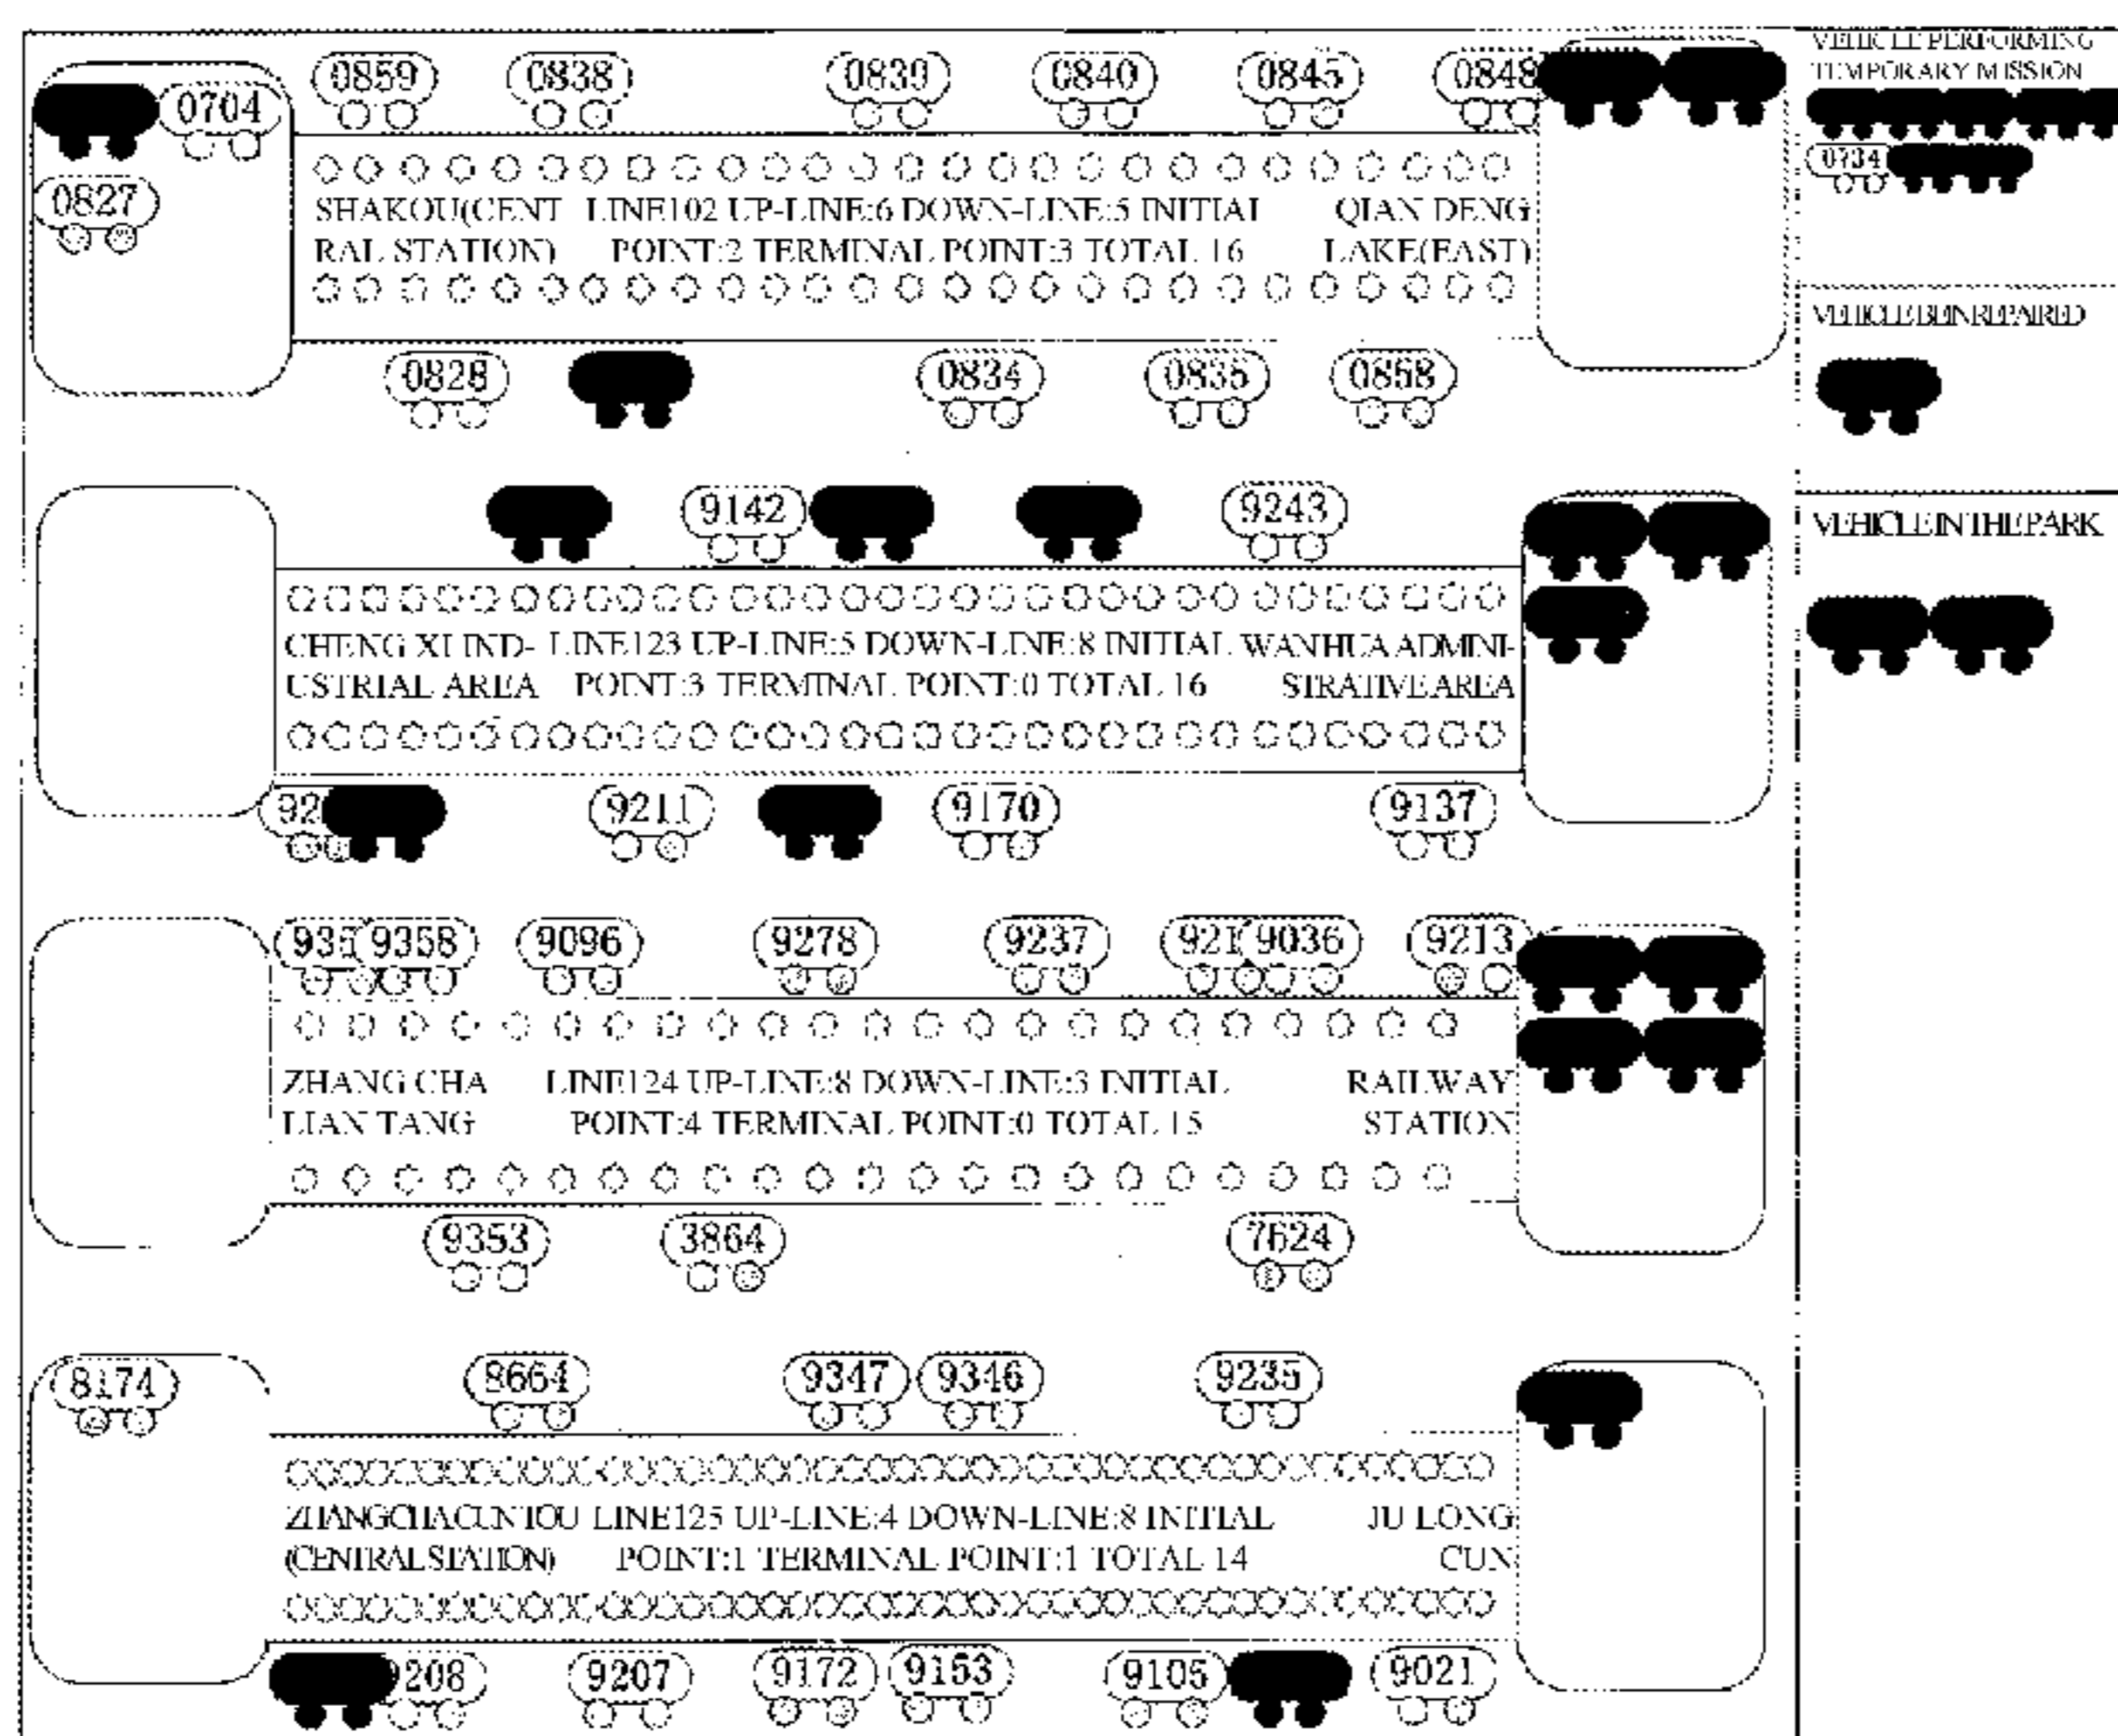 VEHICLE PERFORMING
TEMPORARY MISSION
0859 0838 0839 0840 0845 0848
0704
0734
0827
SHAKOU(CENT LINE102 UP-LINE:6 DOWN-LINE:5 INITIAL QIAN DENG
RAL STATION) POINT:2 TERMINAL POINT:3 TOTAL 16 LAKE(EAST)
VEHICLE BEIN REPAIRED
0828 0834 0835 0858
9142 9243
VEHICLE IN THE PARK
CHENG XI IND- LINE123 UP-LINE:5 DOWN-LINE:8 INITIAL WANHUA ADMINI-
USTRIAL AREA POINT:3 TERMINAL POINT:0 TOTAL 16 STRATIVE AREA
92 9211 9170 9137
935 9358 9096 9278 9237 921 9036 9213
ZHANG CHA LINE124 UP-LINE:8 DOWN-LINE:3 INITIAL RAILWAY
LIAN TANG POINT:4 TERMINAL POINT:0 TOTAL 15 STATION
9353 3864 7624
8174 8664 9347 9346 9235
ZHANGCHACUNTOU LINE125 UP-LINE:4 DOWN-LINE:8 INITIAL JU LONG
(CENTRAL STATION) POINT:1 TERMINAL POINT:1 TOTAL 14 CUN
208 9207 9172 9153 9105 9021